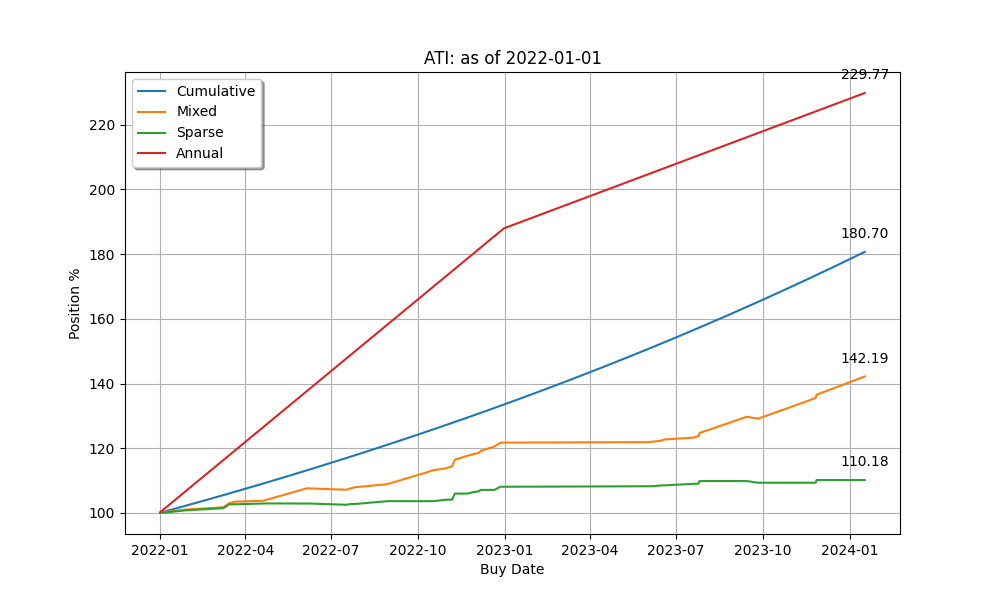 ATI: as of 2022-01-01
229.77
Cumulative
Mixed
Sparse
Annual
220
200
180
160
140
120
100
180.70
142.19
110.18
Position %
2022-01
2022-04
2022-07
2022-10
2023-01
2023-04
2023-07
2023-10
2024-01
Buy Date